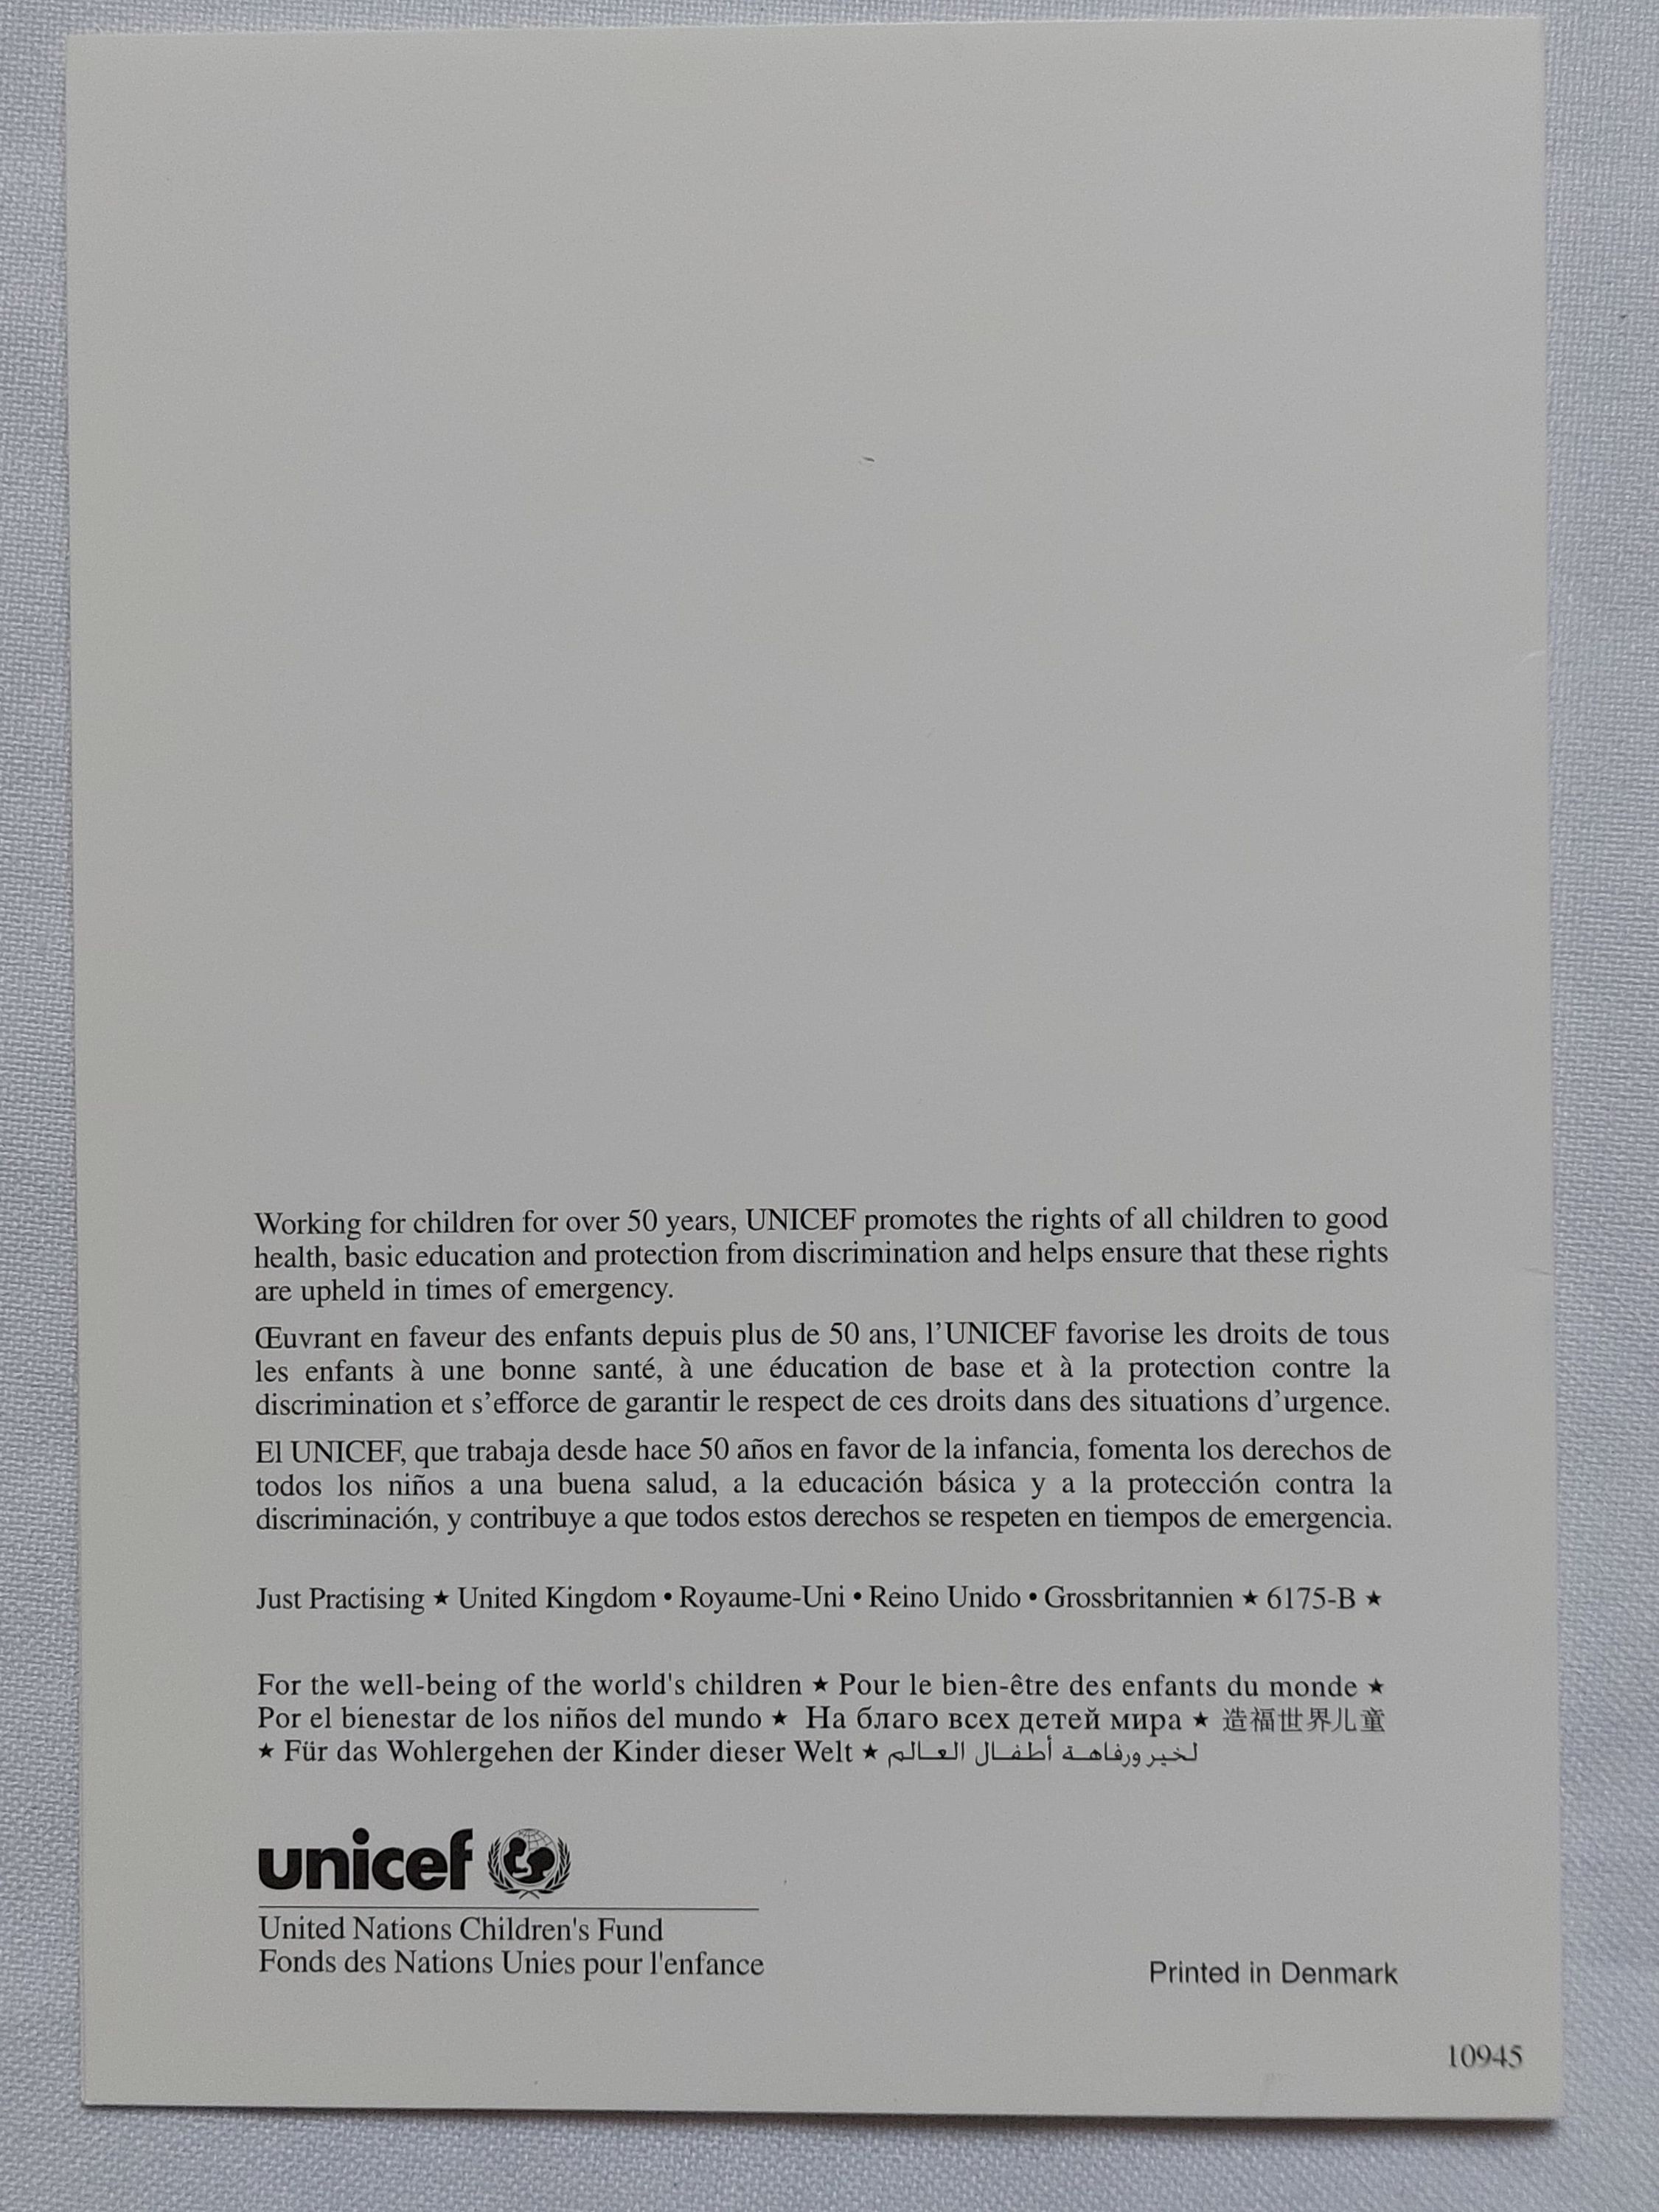 Working for children for over 50 years, UNICEF promotes the rights of all children to good
health, basic education and protection from discrimination and helps ensure that these rights
are upheld in times of emergency.
Œuvrant en faveur des enfants depuis plus de 50 ans, l’UNICEF favorise les droits de tous
les enfants à une bonne santé, à une éducation de base et à la protection contre la
discrimination et s’efforce de garantir le respect de ces droits dans des situations d’urgence.
El UNICEF, que trabaja desde hace 50 años en favor de la infancia, fomenta los derechos de
todos los niños a una buena salud, a la educación básica y a la protección contra la
discriminación, y contribuye a que todos estos derechos se respeten en tiempos de emergencia.
Just Practising ★ United Kingdom • Royaume-Uni • Reino Unido • Grossbritannien ★ 6175-B ★
For the well-being of the world's children ★ Pour le bien-être des enfants du monde ★
Por el bienestar de los niños del mundo ★ На благо всех детей мира ★ 造福世界儿童
★ Für das Wohlergehen der Kinder dieser Welt ★ لخير ورفاهة أطفال العالم
unicef
United Nations Children's Fund
Fonds des Nations Unies pour l'enfance
Printed in Denmark
10945